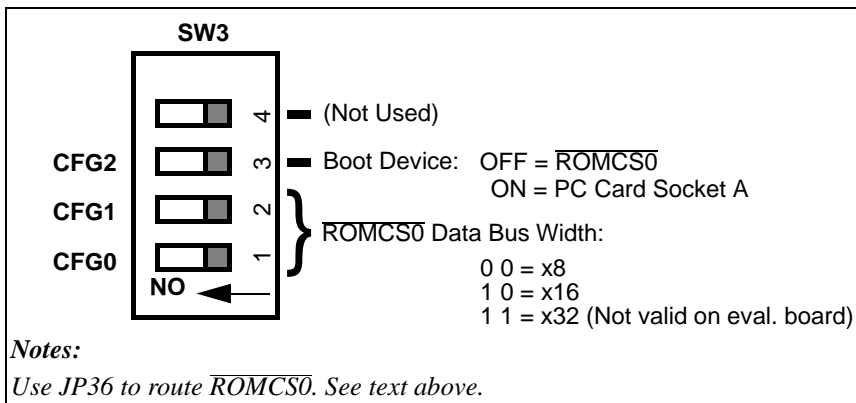 SW3
4 (Not Used)
CFG2 3 Boot Device: OFF = ROMCS0
ON = PC Card Socket A
CFG1 2
ROMCS0 Data Bus Width:
CFG0 1
0 0 = x8
NO
1 0 = x16
1 1 = x32 (Not valid on eval. board)
Notes:
Use JP36 to route ROMCS0. See text above.